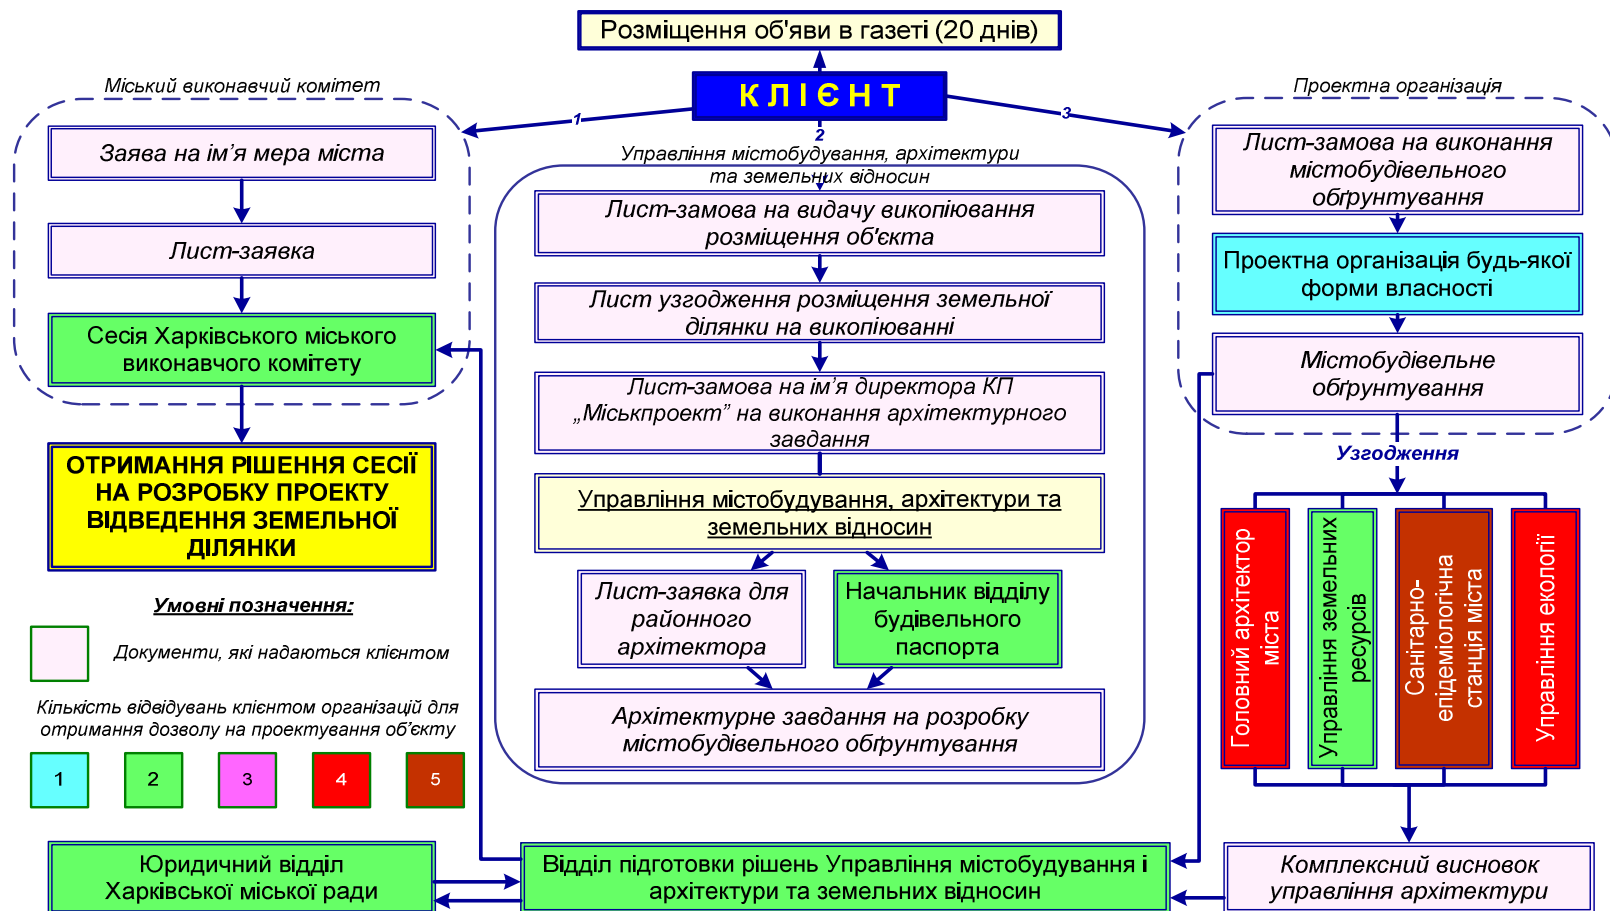 Розміщення об'яви в газеті (20 днів)
КЛІЄНТ
1
2
3
Міський виконавчий комітет
Заява на ім’я мера міста
Лист-заявка
Сесія Харківського міського
виконавчого комітету
ОТРИМАННЯ РІШЕННЯ СЕСІЇ
НА РОЗРОБКУ ПРОЕКТУ
ВІДВЕДЕННЯ ЗЕМЕЛЬНОЇ
ДІЛЯНКИ
Управління містобудування, архітектури
та земельних відносин
Лист-замова на видачу викопіювання
розміщення об'єкта
Лист узгодження розміщення земельної
ділянки на викопіюванні
Лист-замова на ім’я директора КП
„Міськпроект” на виконання архітектурного
завдання
Управління містобудування, архітектури та
земельних відносин
Лист-заявка для
районного
архітектора
Начальник відділу
будівельного
паспорта
Архітектурне завдання на розробку
містобудівельного обґрунтування
Проектна організація
Лист-замова на виконання
містобудівельного
обґрунтування
Проектна організація будь-якої
форми власності
Містобудівельне
обґрунтування
Узгодження
Головний архітектор
міста
Управління земельних
ресурсів
Санітарно-
епідеміологічна
станція міста
Управління екології
Умовні позначення:
Документи, які надаються клієнтом
Кількість відвідувань клієнтом організацій для
отримання дозволу на проектування об’єкту
1
2
3
4
5
Юридичний відділ
Харківської міської ради
Відділ підготовки рішень Управління містобудування і
архітектури та земельних відносин
Комплексний висновок
управління архітектури